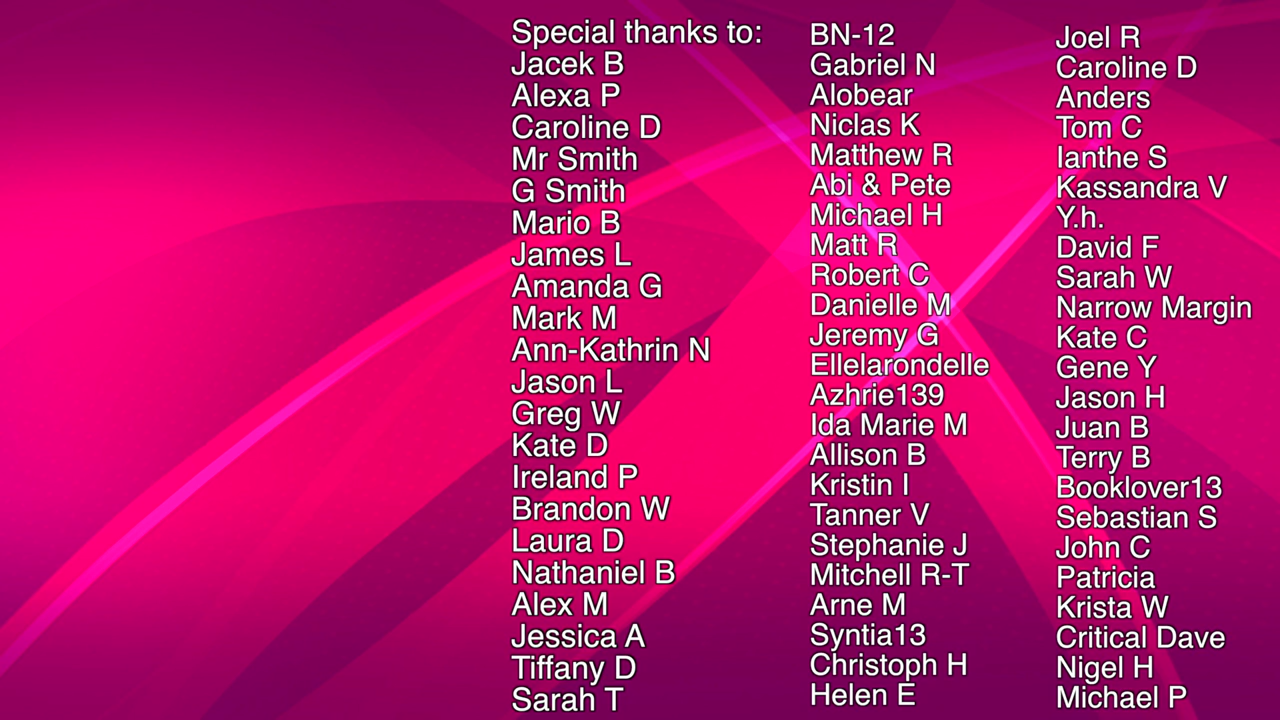 Special thanks to:
Jacek B
Alexa P
Caroline D
Mr Smith
G Smith
Mario B
James L
Amanda G
Mark M
Ann-Kathrin N
Jason L
Greg W
Kate D
Ireland P
Brandon W
Laura D
Nathaniel B
Alex M
Jessica A
Tiffany D
Sarah T
BN-12
Gabriel N
Alobear
Niclas K
Matthew R
Abi & Pete
Michael H
Matt R
Robert C
Danielle M
Jeremy G
Ellelarondelle
Azhrie139
Ida Marie M
Allison B
Kristin I
Tanner V
Stephanie J
Mitchell R-T
Arne M
Syntia13
Christoph H
Helen E
Joel R
Caroline D
Anders
Tom C
Ianthe S
Kassandra V
Y.h.
David F
Sarah W
Narrow Margin
Kate C
Gene Y
Jason H
Juan B
Terry B
Booklover13
Sebastian S
John C
Patricia
Krista W
Critical Dave
Nigel H
Michael P